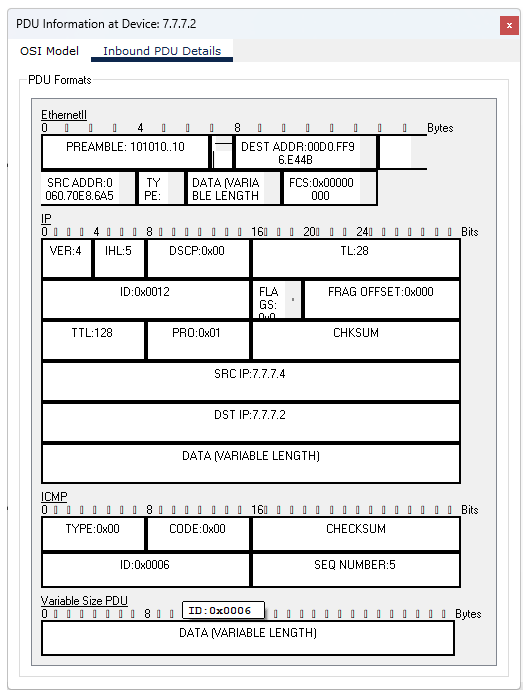 PDU Information at Device: 7.7.7.2
x
OSI Model Inbound PDU Details
PDU Formats
EthernetII
0 4 8 Bytes
PREAMBLE: 101010..10 DEST ADDR:00D0.FF9
6.E44B
SRC ADDR:0 TY DATA (VARIA FCS:0x00000
060.70E8.6A5 PE: BLE LENGTH 000
IP
0 4 8 16 20 24 Bits
VER:4 IHL:5 DSCP:0x00 TL:28
ID:0x0012 FLA FRAG OFFSET:0x000
GS:
0x0
TTL:128 PRO:0x01 CHKSUM
SRC IP:7.7.7.4
DST IP:7.7.7.2
DATA (VARIABLE LENGTH)
ICMP
0 8 16 Bits
TYPE:0x00 CODE:0x00 CHECKSUM
ID:0x0006 SEQ NUMBER:5
Variable Size PDU
0 8 ID:0x0006 Bytes
DATA (VARIABLE LENGTH)